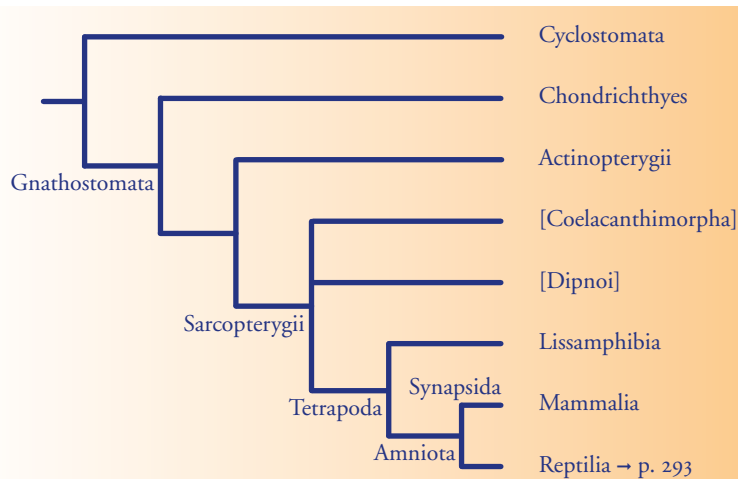 Cyclostomata
Chondrichthyes
Actinopterygii
Gnathostomata
[Coelacanthimorpha]
[Dipnoi]
Sarcopterygii
Lissamphibia
Synapsida
Mammalia
Tetrapoda
Amniota
Reptilia → p. 293